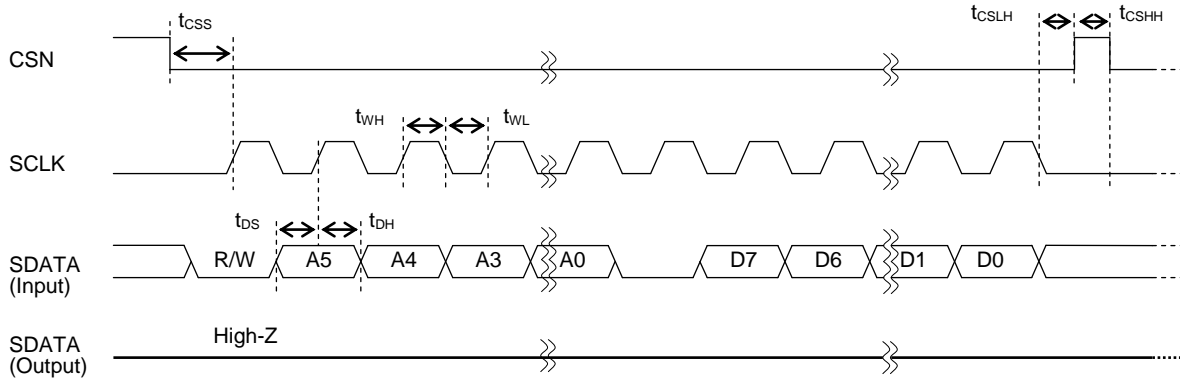 tCSS
tCSLH
tCSHH
CSN
tWH
tWL
SCLK
tDS
tDH
SDATA
(Input)
R/W
A5
A4
A3
A0
D7
D6
D1
D0
High-Z
SDATA
(Output)